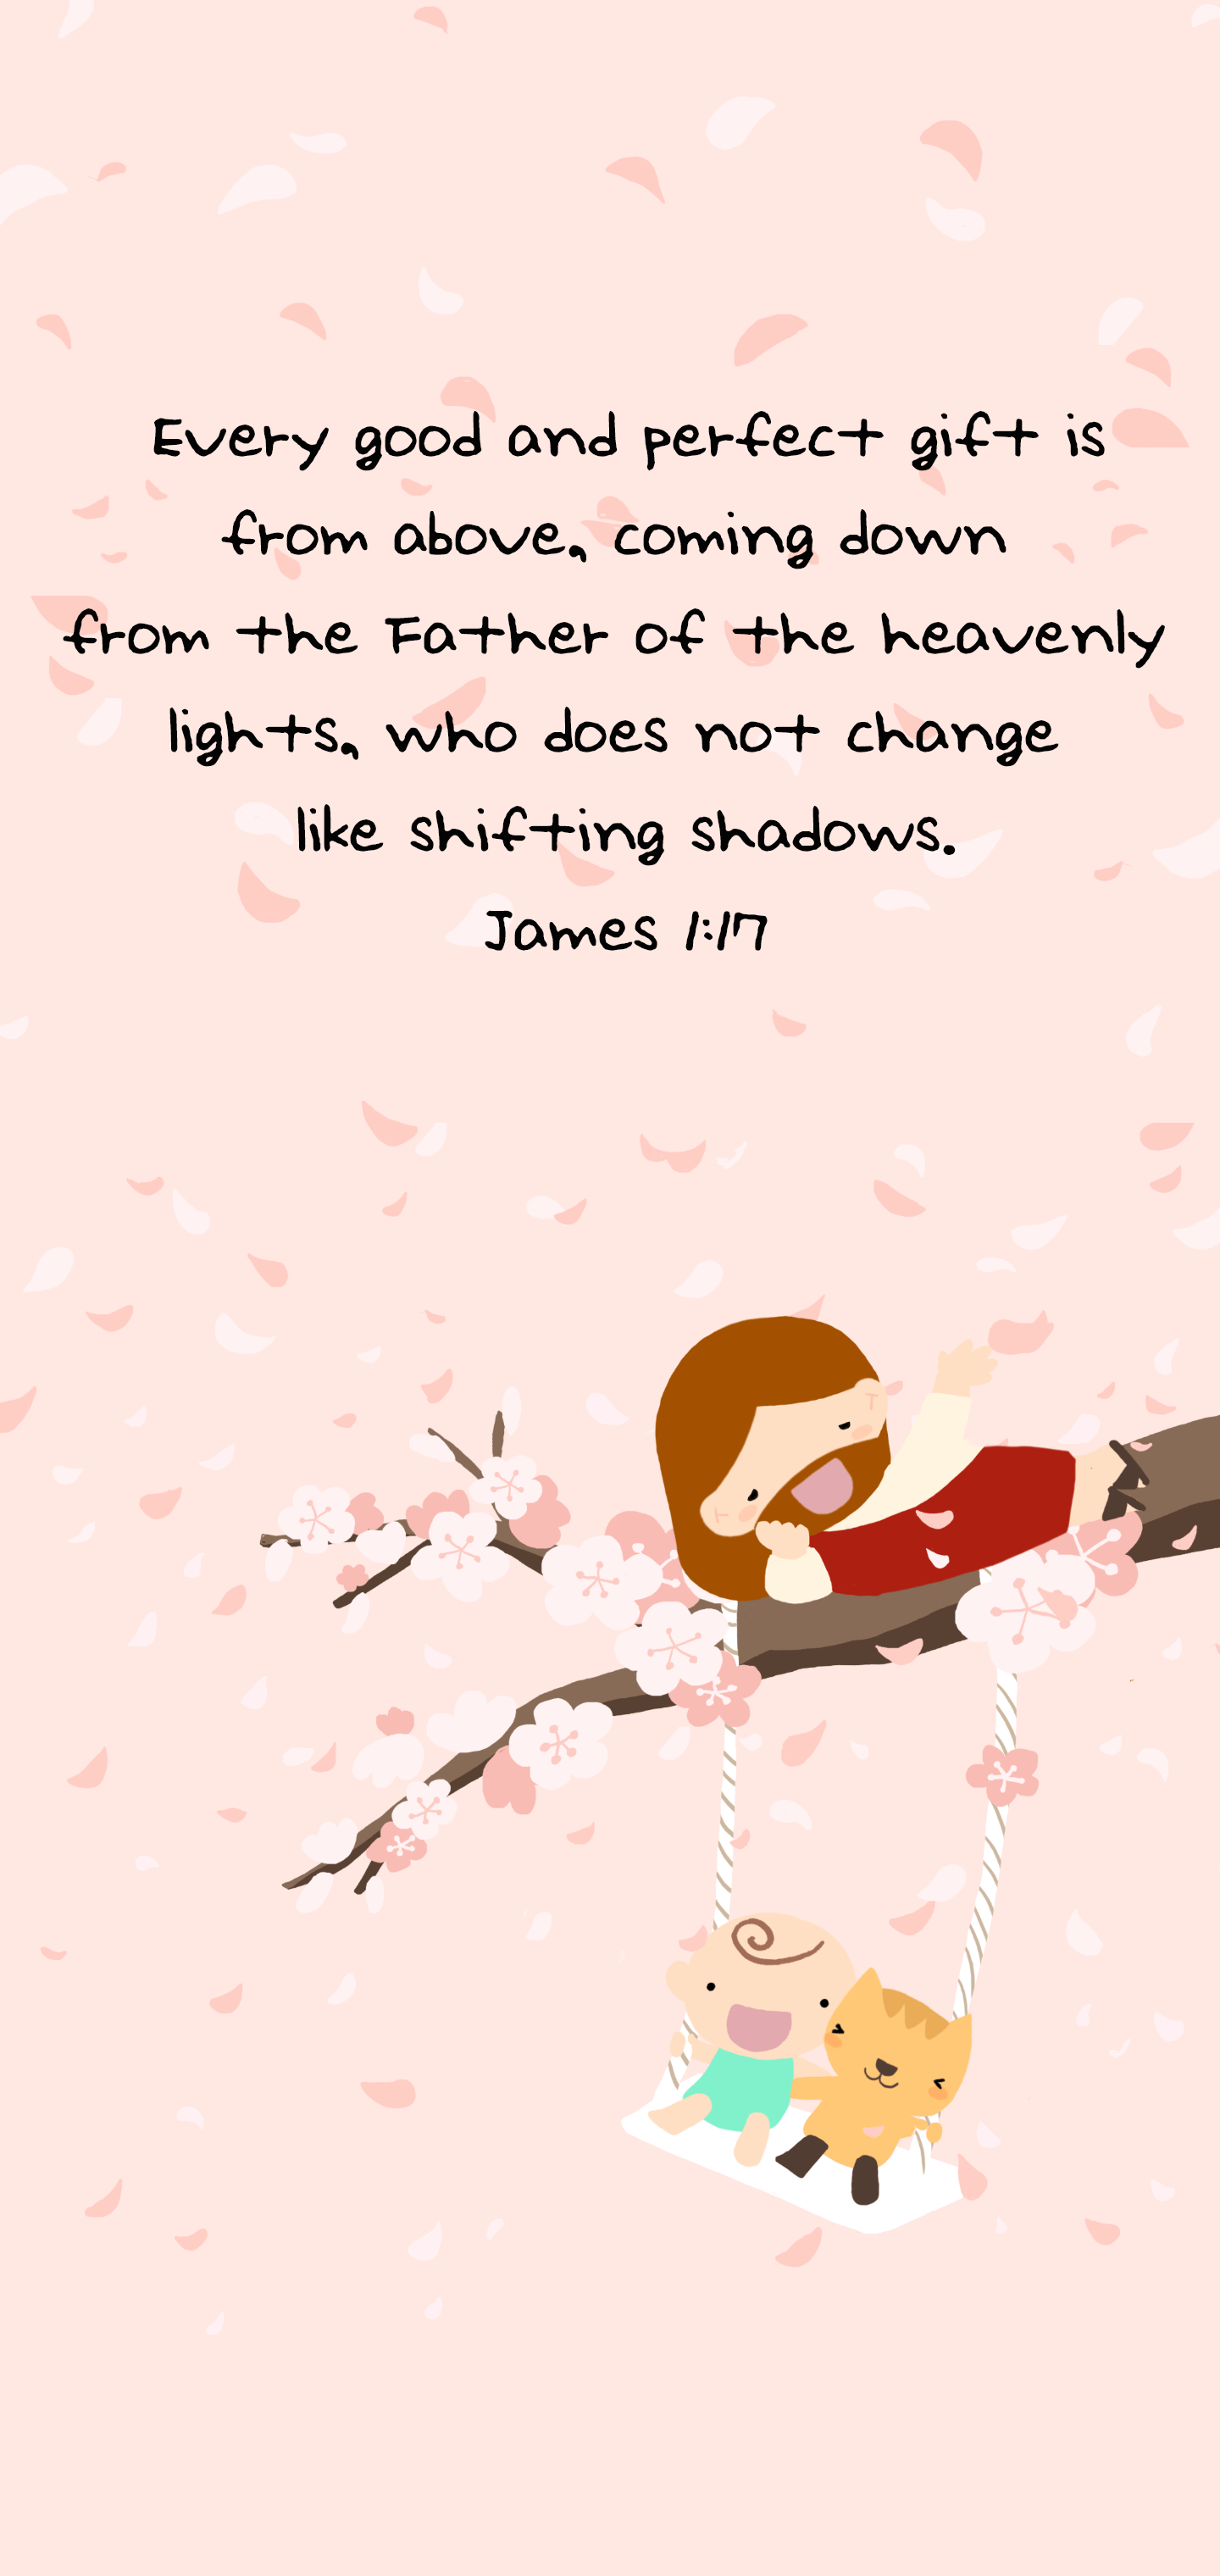 Every good and perfect gift is
from above, coming down
from the Father of the heavenly
lights, who does not change
like shifting shadows.
James 1:17